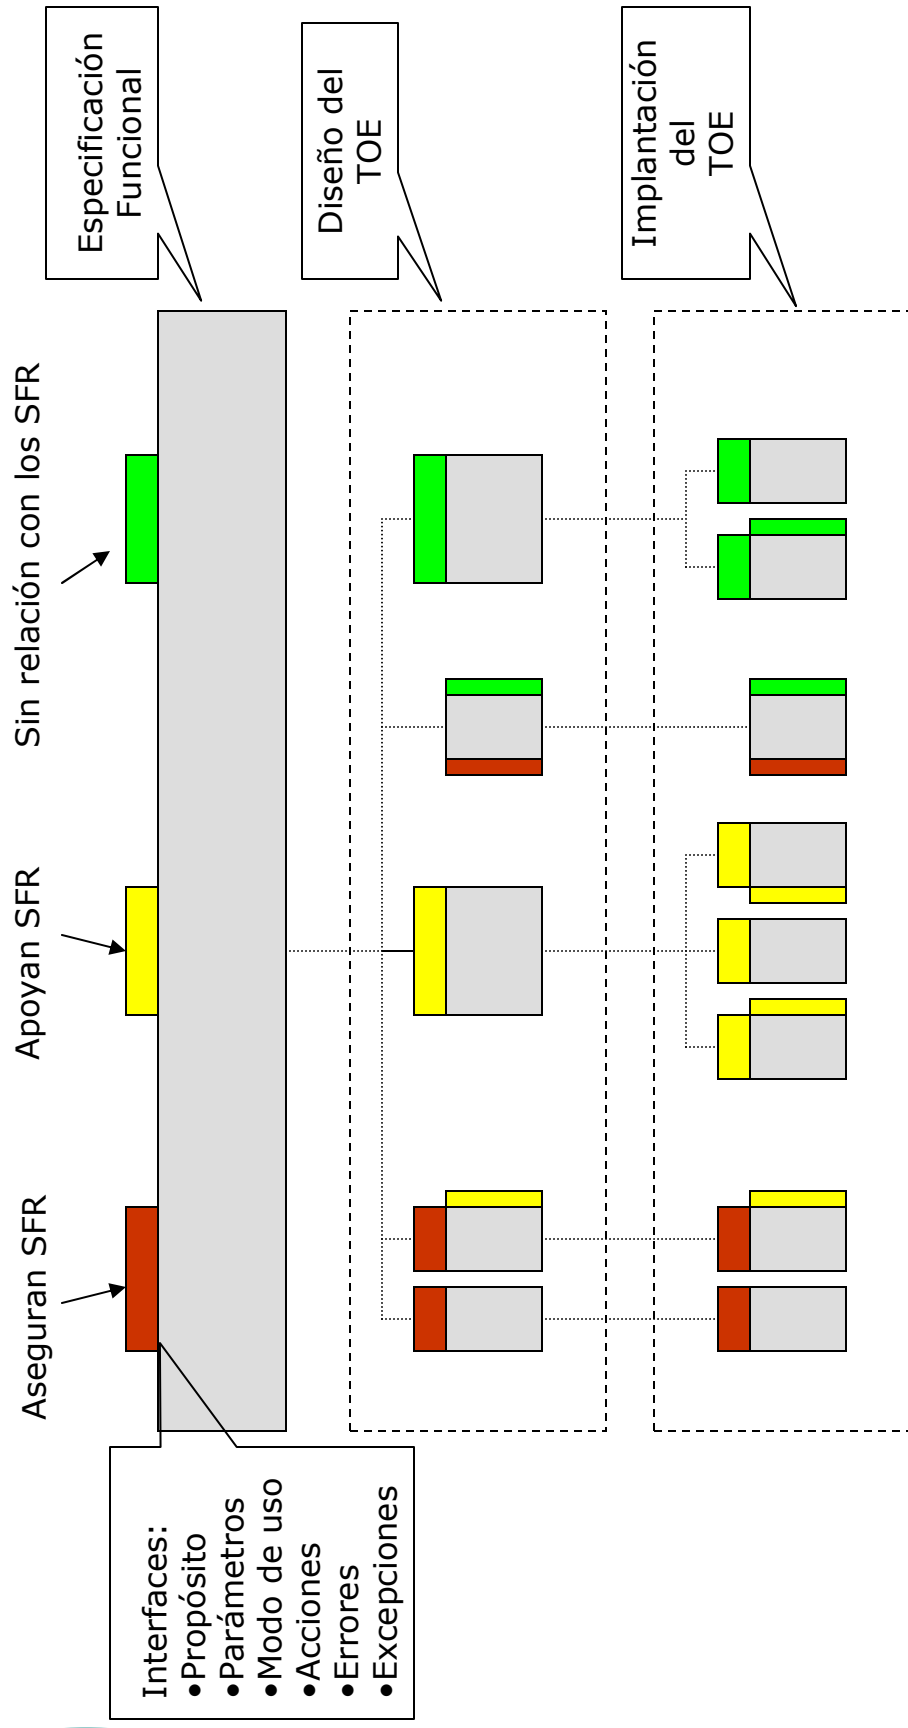 Aseguran SFR
Apoyan SFR
Sin relación con los SFR
Especificación
Funcional
Diseño del
TOE
Implantación
del
TOE
Interfaces:
•Propósito
•Parámetros
•Modo de uso
•Acciones
•Errores
•Excepciones